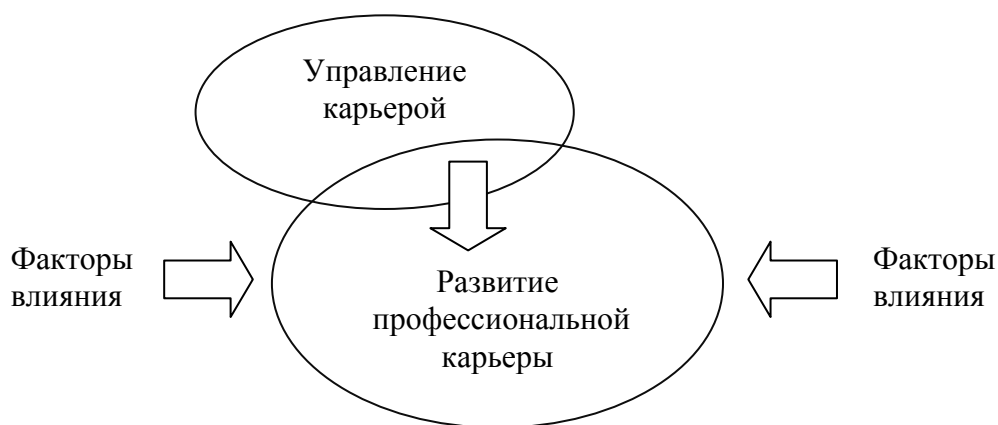 Управление
карьерой
Факторы
влияния
Развитие
профессиональной
карьеры
Факторы
влияния